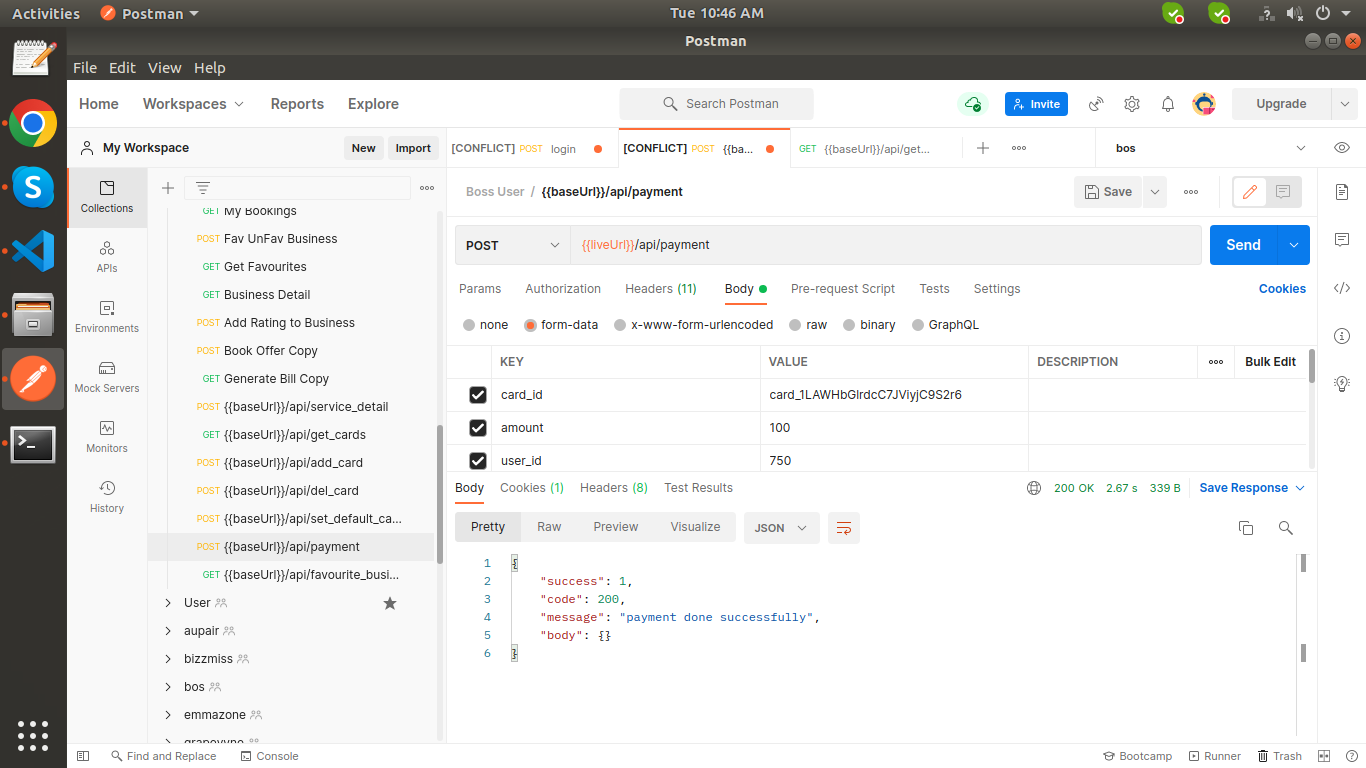 Activities Postman Tue 10:46 AM
Postman
File Edit View Help
Home Workspaces Reports Explore Search Postman Invite Upgrade
My Workspace New Import
[CONFLICT] POST login [CONFLICT] POST {{ba... GET {{baseUrl}}/api/get... bos
Collections
APIs
Environments
Mock Servers
Monitors
History
GET My Bookings
POST Fav UnFav Business
GET Get Favourites
GET Business Detail
POST Add Rating to Business
POST Book Offer Copy
GET Generate Bill Copy
POST {{baseUrl}}/api/service_detail
GET {{baseUrl}}/api/get_cards
POST {{baseUrl}}/api/add_card
POST {{baseUrl}}/api/del_card
POST {{baseUrl}}/api/set_default_ca...
POST {{baseUrl}}/api/payment
GET {{baseUrl}}/api/favourite_busi...
User
aupair
bizzmiss
bos
emmazone
Boss User / {{baseUrl}}/api/payment Save
POST {{liveUrl}}/api/payment Send
Params Authorization Headers (11) Body Pre-request Script Tests Settings Cookies
none form-data x-www-form-urlencoded raw binary GraphQL
KEY VALUE DESCRIPTION Bulk Edit
card_id card_1LAWHbGlrdcC7JViyjC9S2r6
amount 100
user_id 750
Body Cookies (1) Headers (8) Test Results 200 OK 2.67 s 339 B Save Response
Pretty Raw Preview Visualize JSON
1 {
2 "success": 1,
3 "code": 200,
4 "message": "payment done successfully",
5 "body": {}
6 }
Find and Replace Console Bootcamp Runner Trash